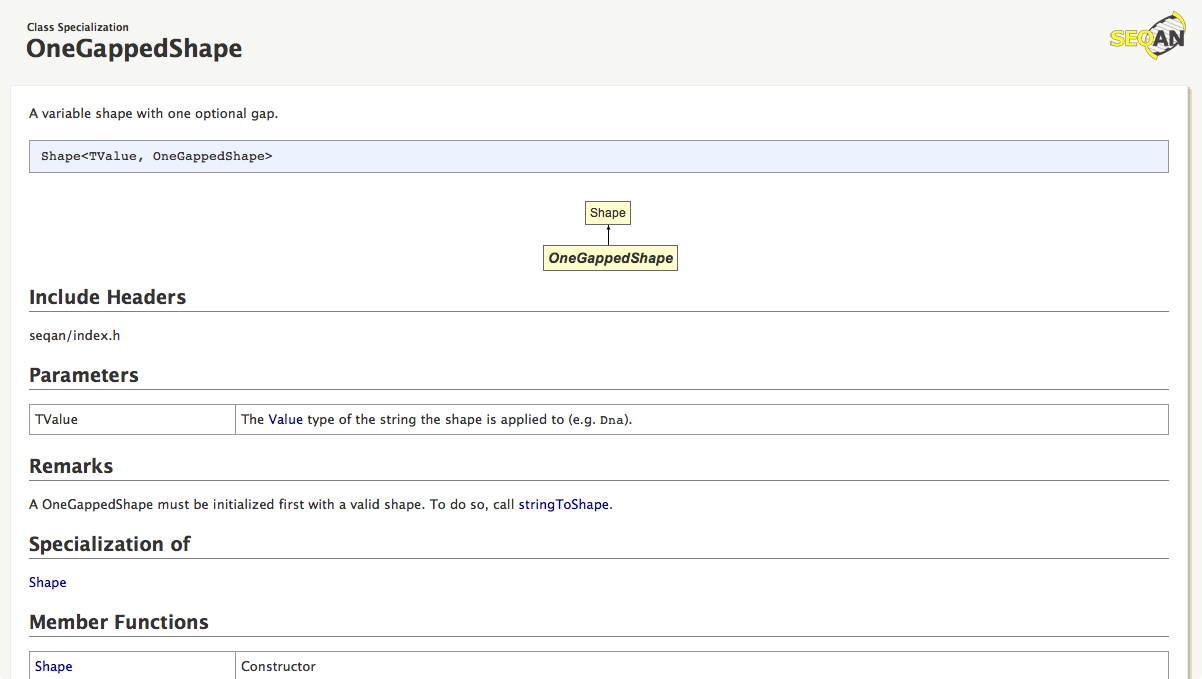 Class Specialization
OneGappedShape
SEQAN
A variable shape with one optional gap.
Shape<TValue, OneGappedShape>
Shape
OneGappedShape
Include Headers
seqan/index.h
Parameters
TValue The Value type of the string the shape is applied to (e.g. Dna).
Remarks
A OneGappedShape must be initialized first with a valid shape. To do so, call stringToShape.
Specialization of
Shape
Member Functions
Shape Constructor